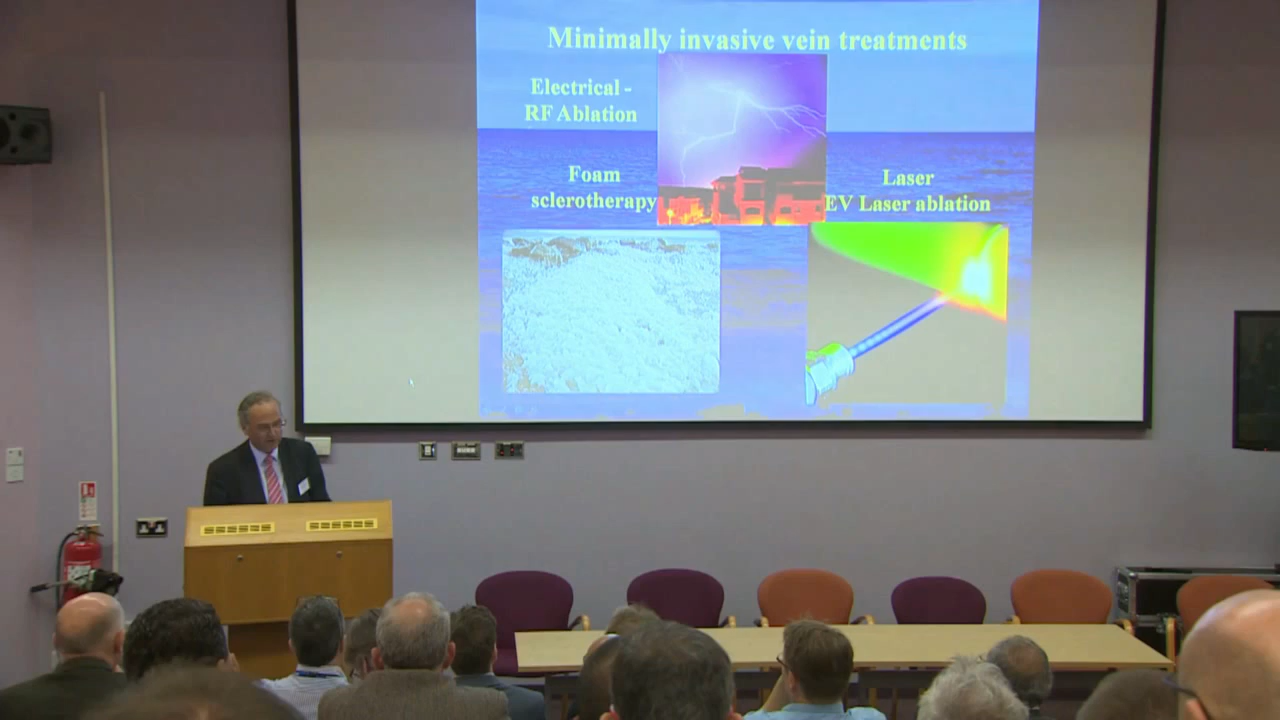 Minimally invasive vein treatments
Electrical -
RF Ablation
Foam
sclerotherapy
Laser
EV Laser ablation